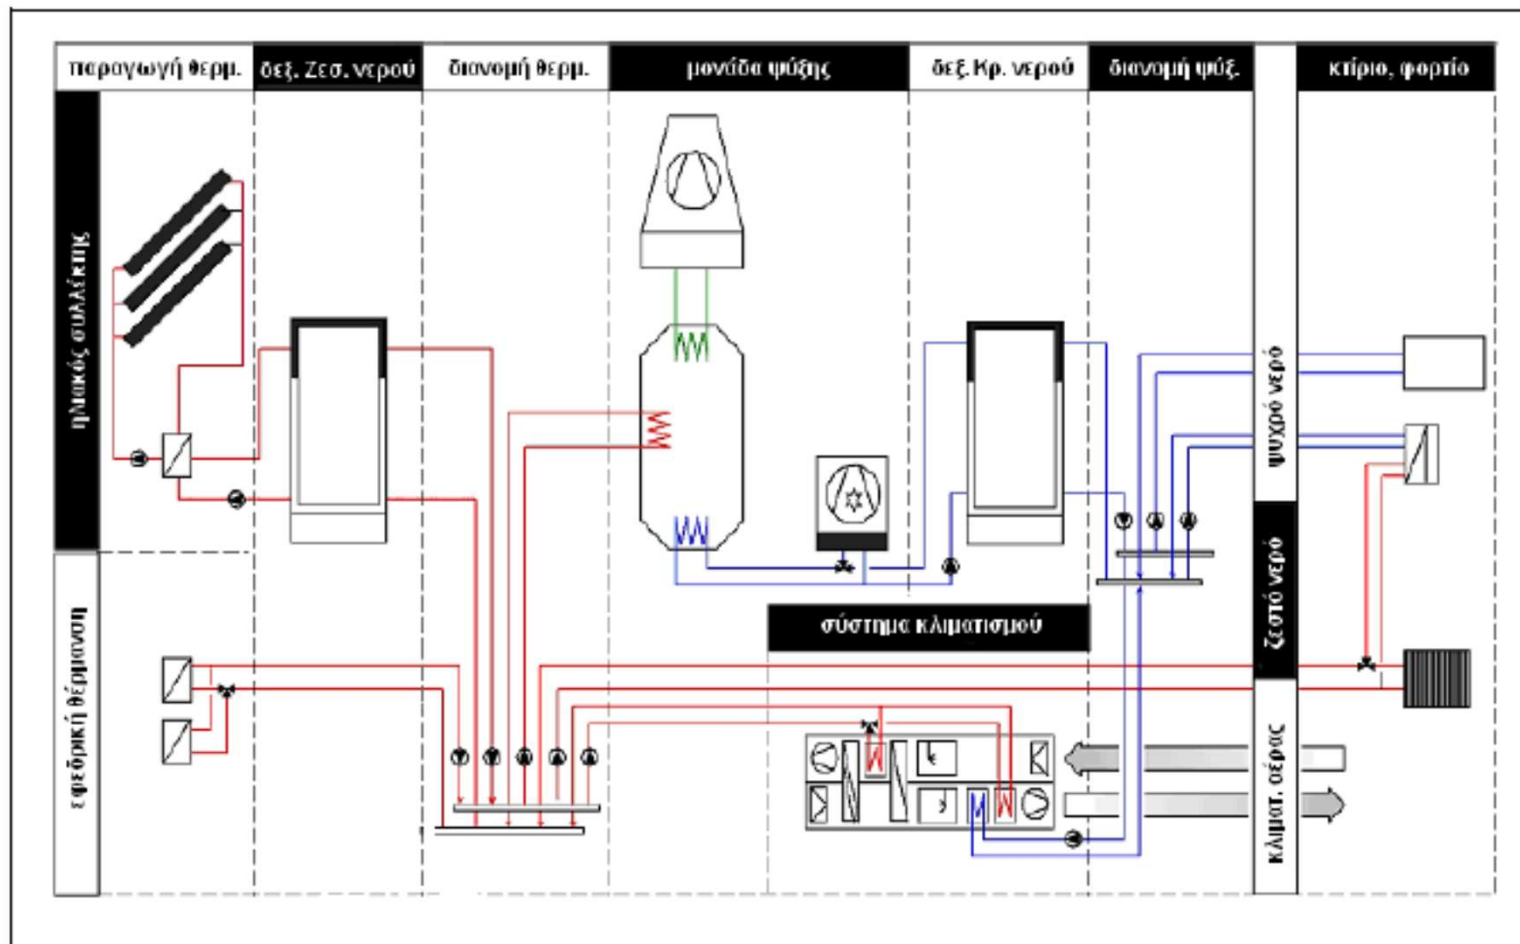 παραγωγή θερμ.
δεξ. Ζεσ. νερού
διανομή θερμ.
μονάδα ψύξης
δεξ. Κρ. νερού
διανομή ψύξ.
κτίριο, φορτίο
ηλιακός συλλέκτης
ψυχρό νερό
ζεστό νερό
σύστημα κλιματισμού
εφεδρική θέρμανση
κλιματ. αέρας